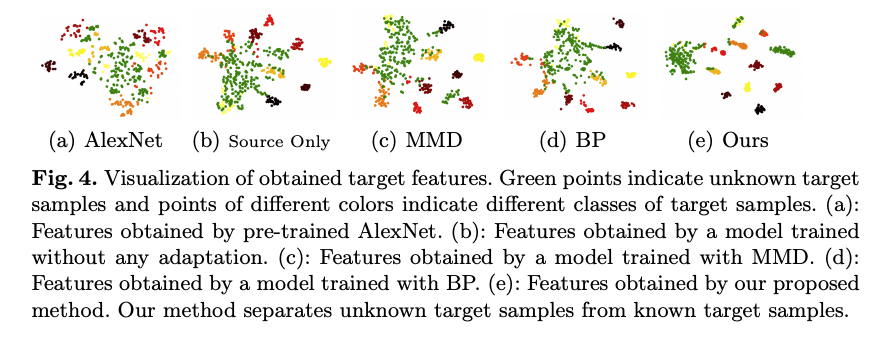 (a) AlexNet (b) Source Only (c) MMD (d) BP (e) Ours
Fig. 4. Visualization of obtained target features. Green points indicate unknown target
samples and points of different colors indicate different classes of target samples. (a):
Features obtained by pre-trained AlexNet. (b): Features obtained by a model trained
without any adaptation. (c): Features obtained by a model trained with MMD. (d):
Features obtained by a model trained with BP. (e): Features obtained by our proposed
method. Our method separates unknown target samples from known target samples.